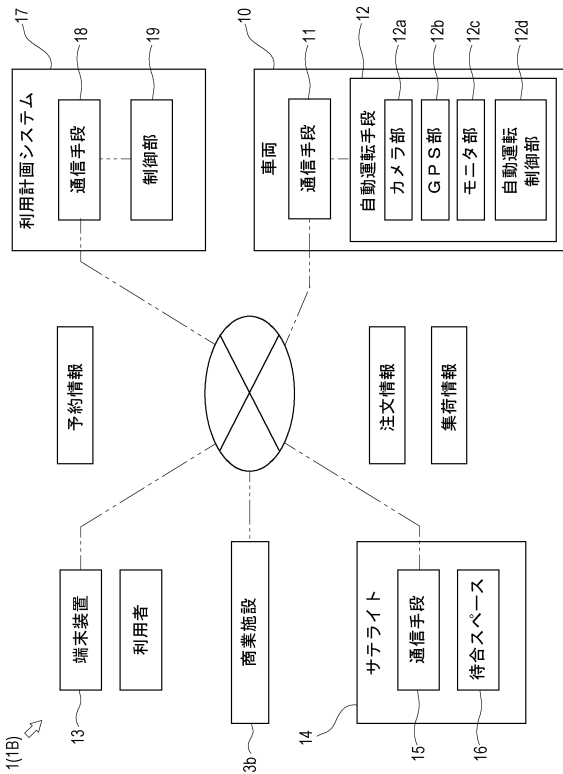 1(1B)
端末装置
13
利用者
商業施設
3b
サテライト
14
通信手段
15
待合スペース
16
予約情報
注文情報
集荷情報
利用計画システム
17
通信手段
18
制御部
19
車両
10
通信手段
11
自動運転手段
12
カメラ部
12a
GPS部
12b
モニタ部
12c
自動運転
制御部
12d